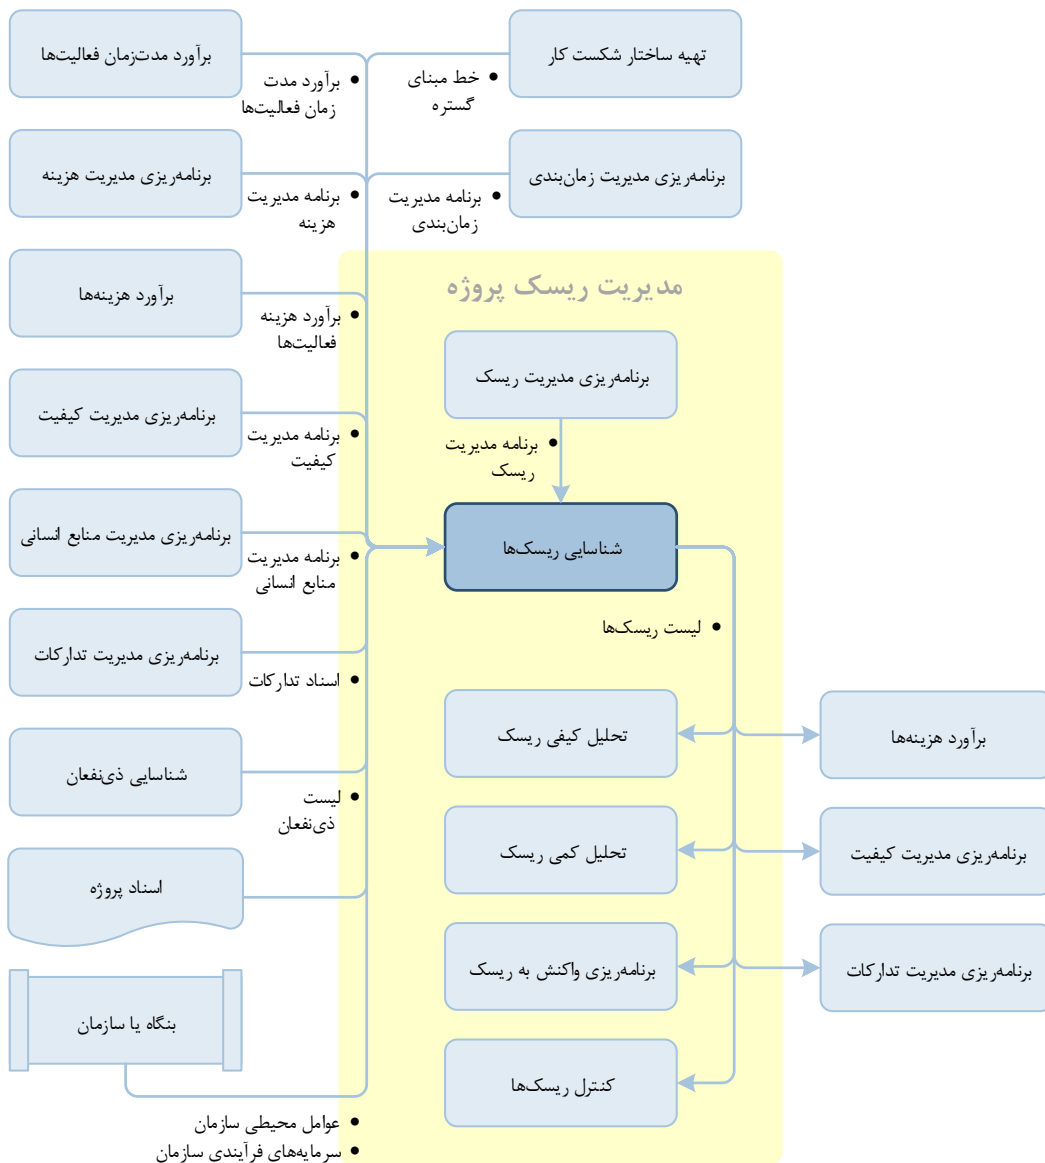 تهیه ساختار شکست کار
خط مبنای
گستره
برنامه‌ریزی مدیریت زمان‌بندی
برنامه مدیریت
زمان‌بندی
برآورد مدت‌زمان فعالیت‌ها
برآورد مدت
زمان فعالیت‌ها
برنامه‌ریزی مدیریت هزینه
برنامه مدیریت
هزینه
برآورد هزینه‌ها
برآورد هزینه
فعالیت‌ها
برنامه‌ریزی مدیریت کیفیت
برنامه مدیریت
کیفیت
برنامه‌ریزی مدیریت منابع انسانی
برنامه مدیریت
منابع انسانی
برنامه‌ریزی مدیریت تدارکات
اسناد تدارکات
شناسایی ذی‌نفعان
لیست
ذی‌نفعان
اسناد پروژه
بنگاه یا سازمان
عوامل محیطی سازمان
سرمایه‌های فرآیندی سازمان
مدیریت ریسک پروژه
برنامه‌ریزی مدیریت ریسک
برنامه مدیریت
ریسک
شناسایی ریسک‌ها
لیست ریسک‌ها
تحلیل کیفی ریسک
تحلیل کمی ریسک
برنامه‌ریزی واکنش به ریسک
کنترل ریسک‌ها
برآورد هزینه‌ها
برنامه‌ریزی مدیریت کیفیت
برنامه‌ریزی مدیریت تدارکات